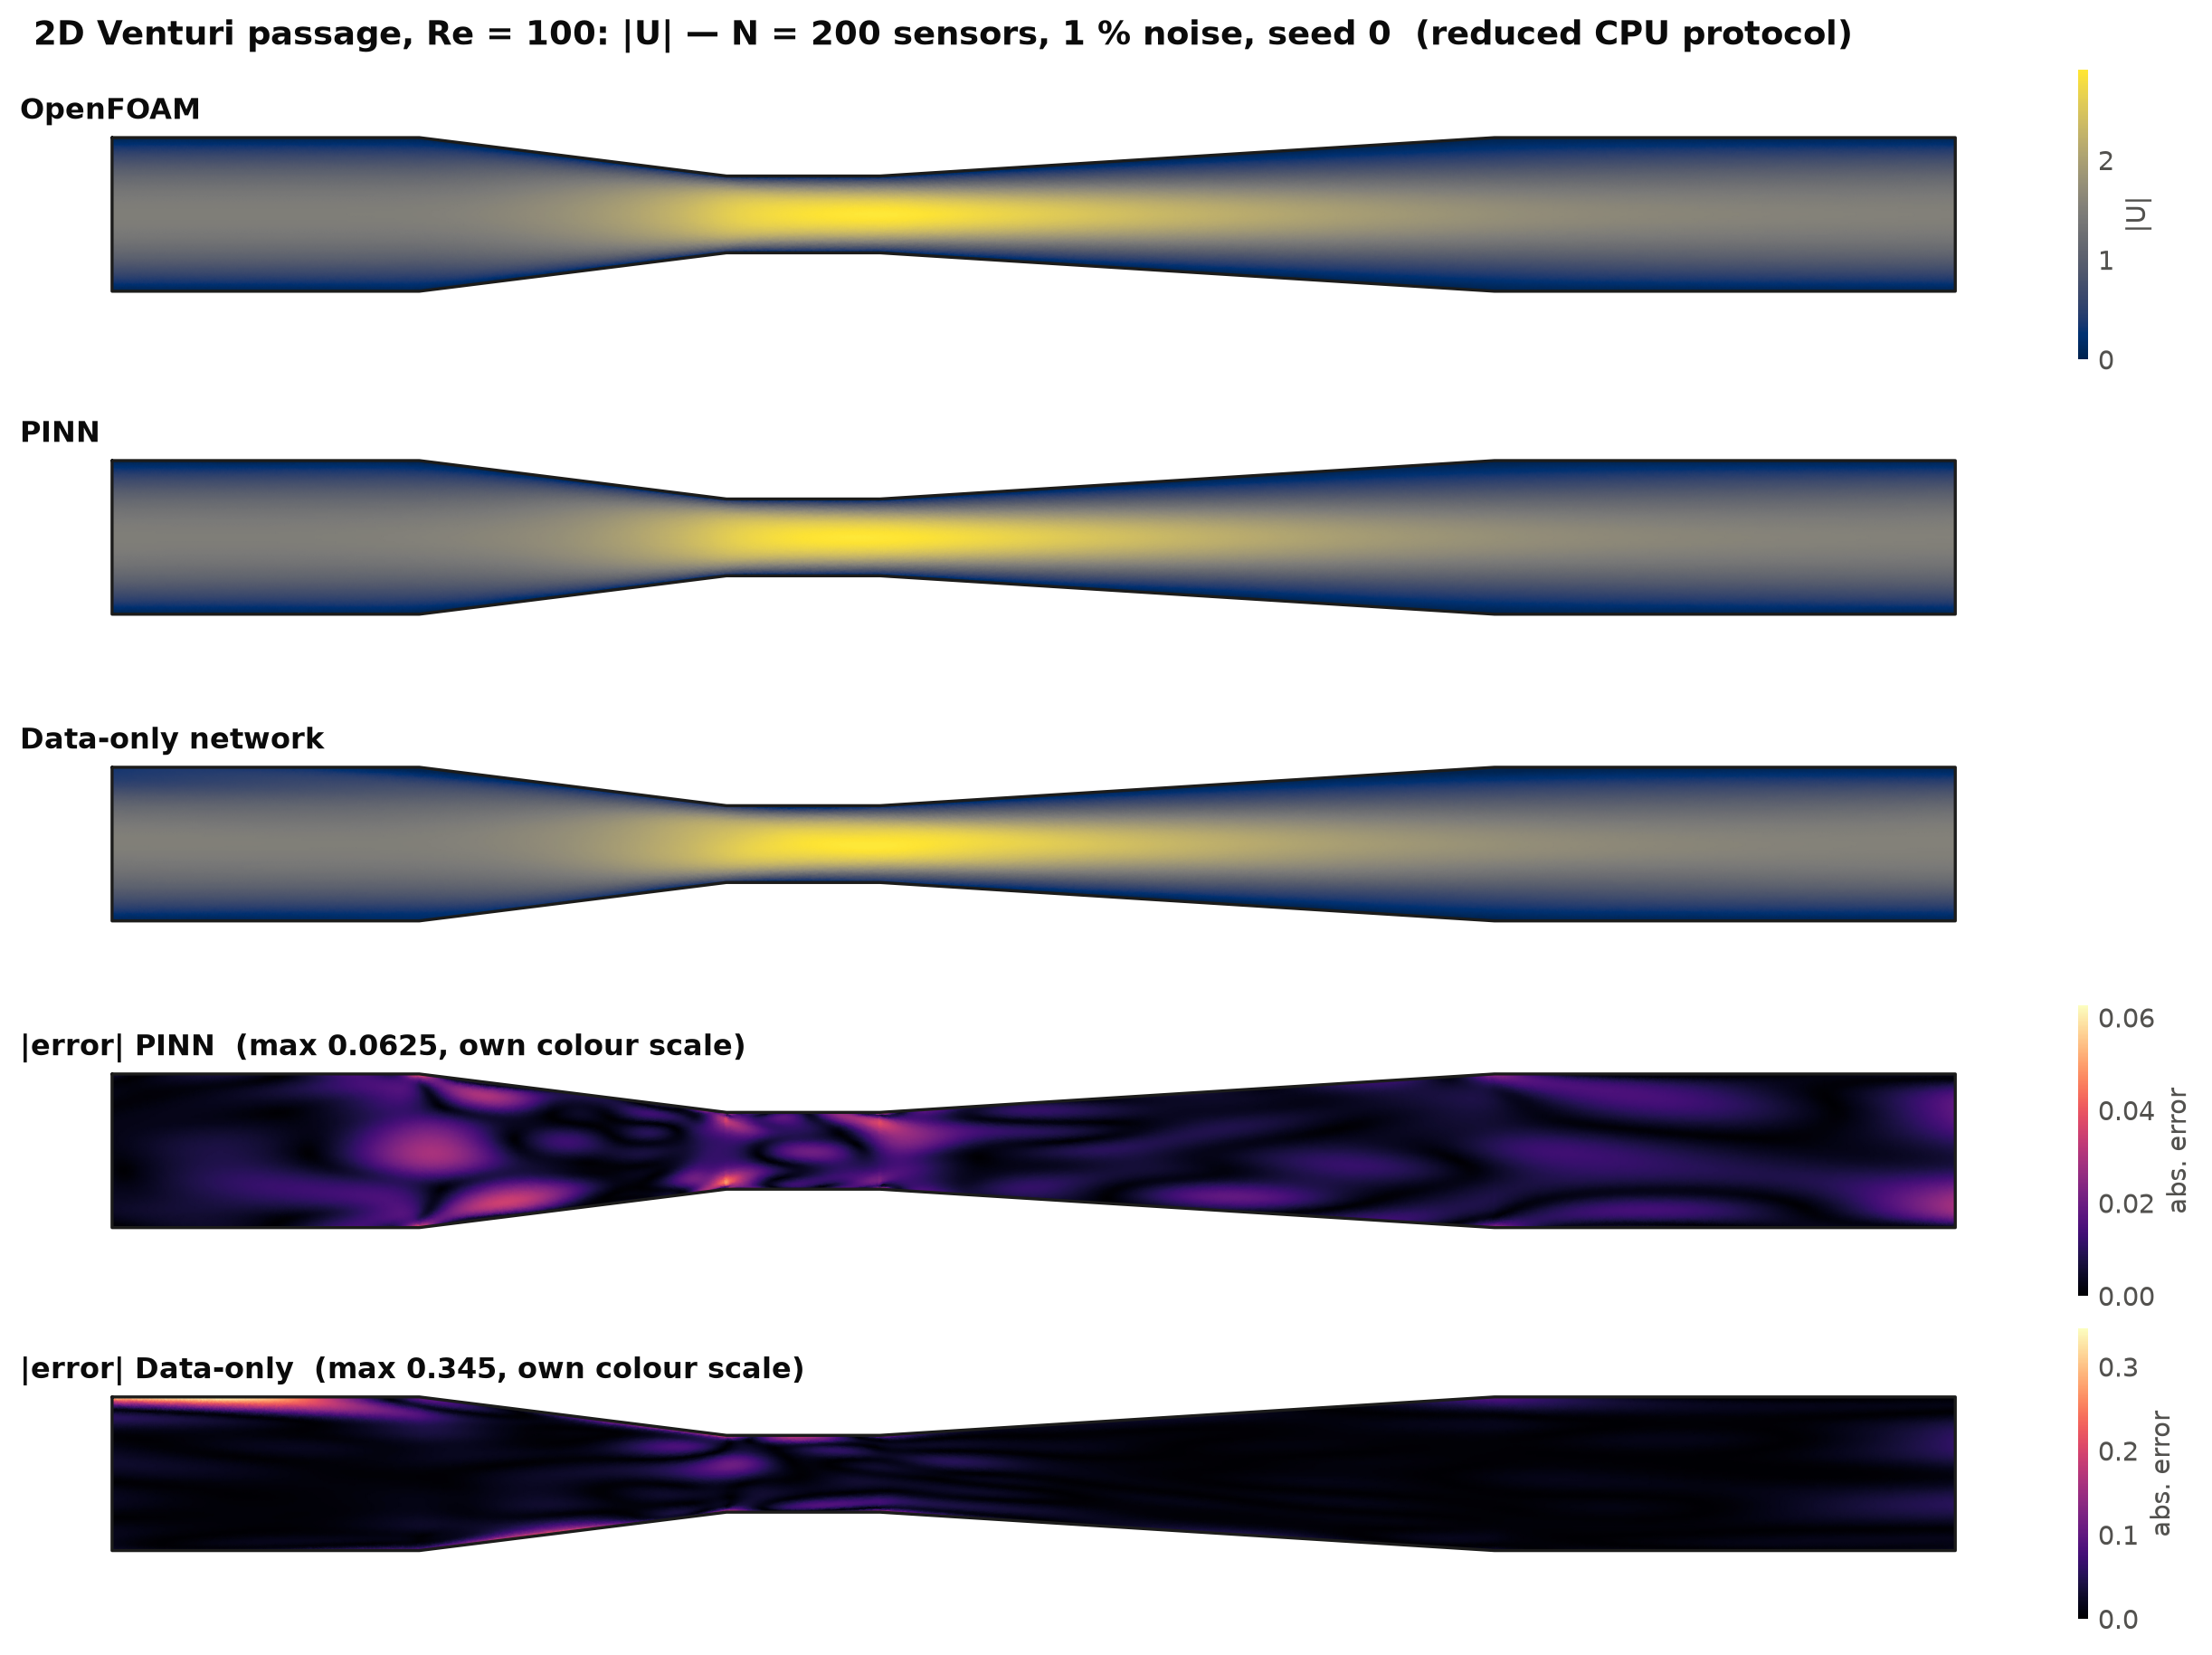 2D Venturi passage, Re = 100: |U| — N = 200 sensors, 1 % noise, seed 0  (reduced CPU protocol)
OpenFOAM
2
1
0
|U|
PINN
Data-only network
|error| PINN  (max 0.0625, own colour scale)
0.06
0.04
0.02
0.00
abs. error
|error| Data-only  (max 0.345, own colour scale)
0.3
0.2
0.1
0.0
abs. error